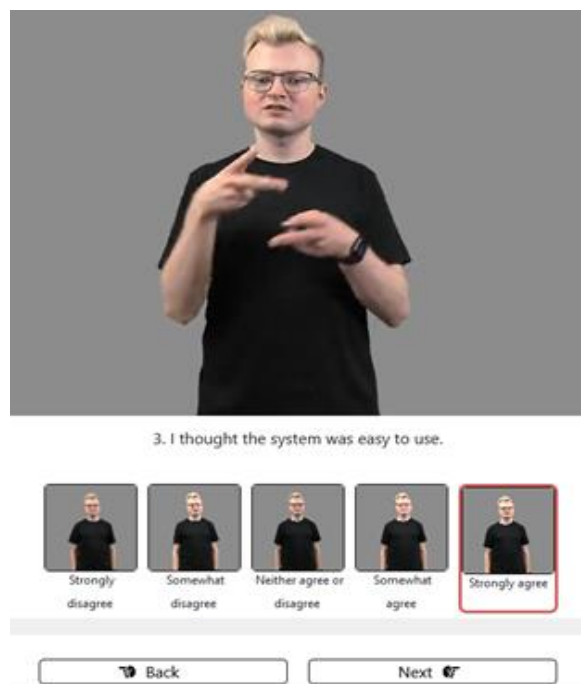 3. I thought the system was easy to use.
Strongly disagree
Somewhat disagree
Neither agree or disagree
Somewhat agree
Strongly agree
Back
Next